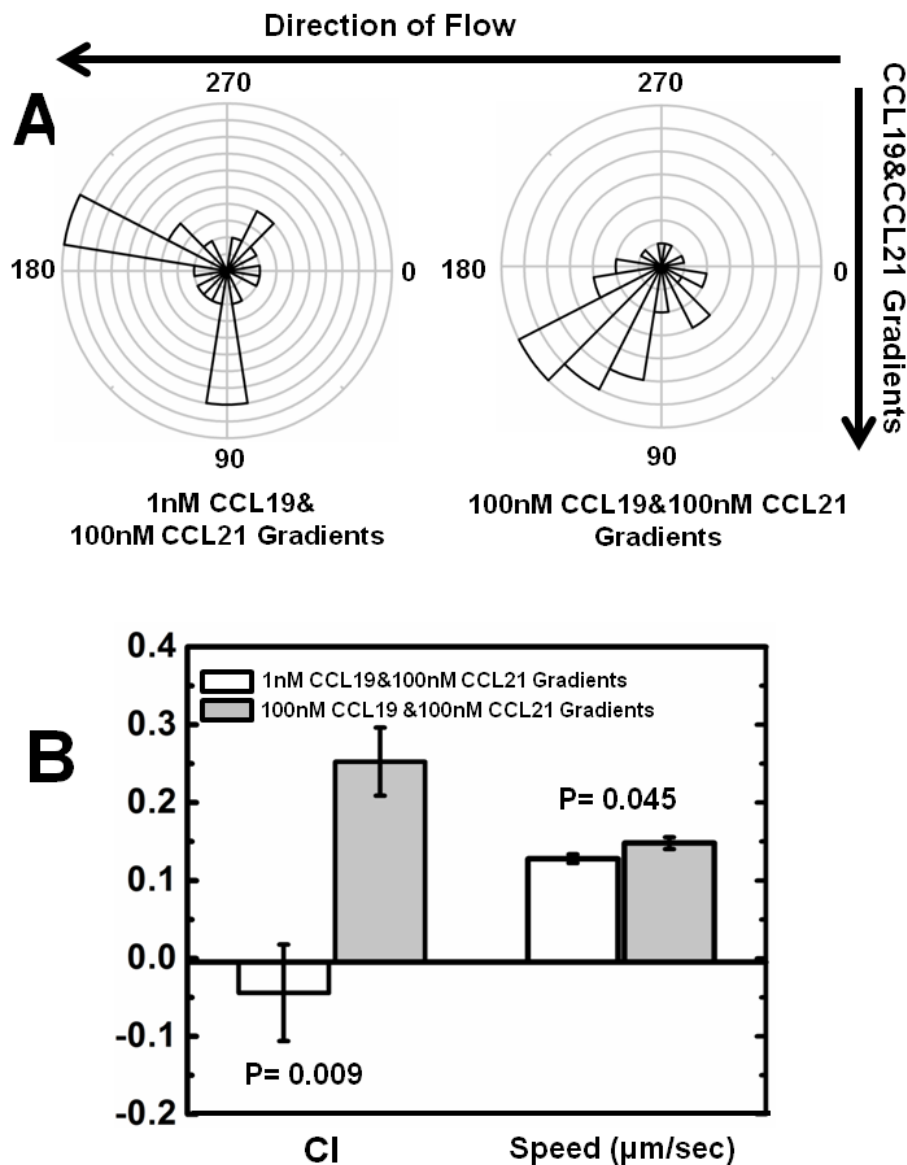 Direction of Flow
CCL19&CCL21 Gradients
A
270
180
0
90
1nM CCL19&
100nM CCL21 Gradients
270
180
0
90
100nM CCL19&100nM CCL21
Gradients
B
0.4
0.3
0.2
0.1
0.0
-0.1
-0.2
1nM CCL19&100nM CCL21 Gradients
100nM CCL19 &100nM CCL21 Gradients
P= 0.045
P= 0.009
CI
Speed (μm/sec)